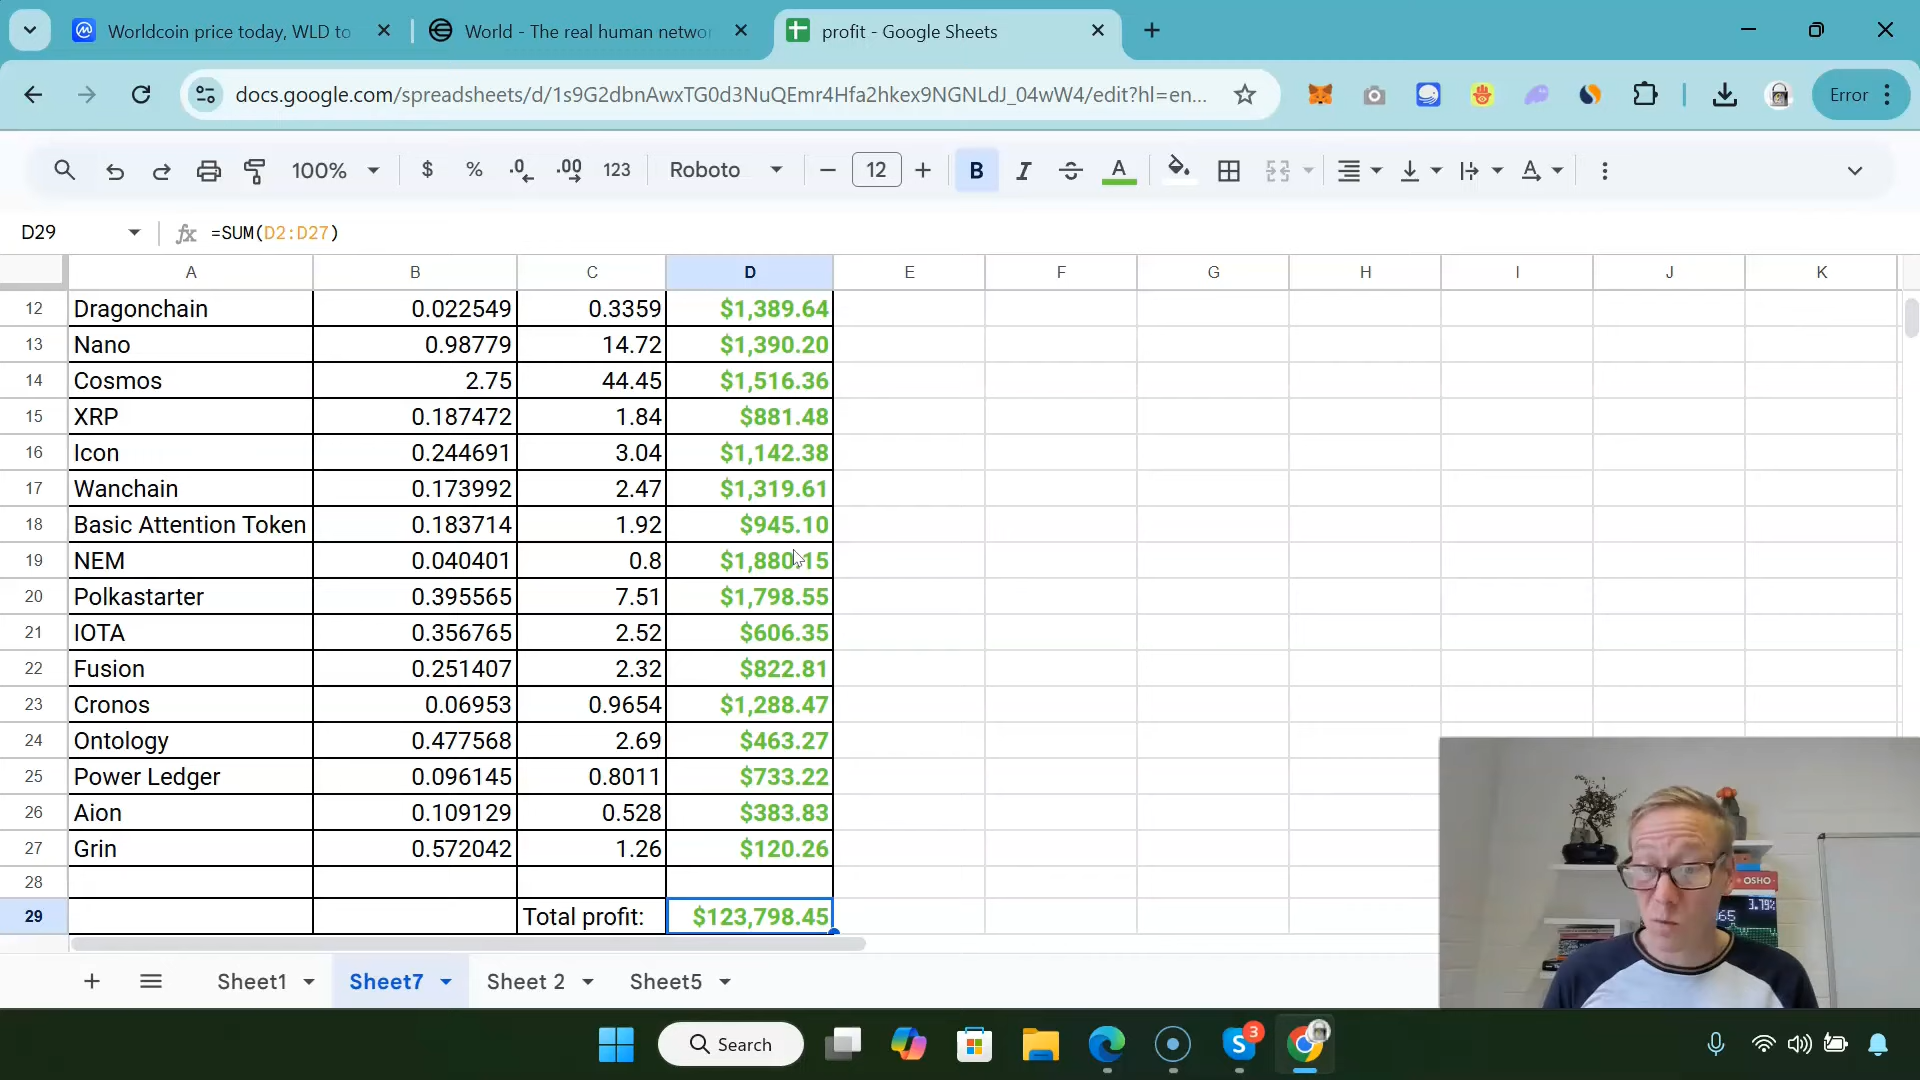 Worldcoin price today, WLD to
World - The real human networ
profit - Google Sheets
docs.google.com/spreadsheets/d/1s9G2dbnAwxTG0d3NuQEmr4Hfa2hkex9NGNLdJ_04wW4/edit?hl=en...
Error
100%
$
%
.0
.00
123
Roboto
12
B
I
A
A
D29
fx
=SUM(D2:D27)
A B C D E F G H I J K
12 Dragonchain 0.022549 0.3359 $1,389.64
13 Nano 0.98779 14.72 $1,390.20
14 Cosmos 2.75 44.45 $1,516.36
15 XRP 0.187472 1.84 $881.48
16 Icon 0.244691 3.04 $1,142.38
17 Wanchain 0.173992 2.47 $1,319.61
18 Basic Attention Token 0.183714 1.92 $945.10
19 NEM 0.040401 0.8 $1,880.15
20 Polkastarter 0.395565 7.51 $1,798.55
21 IOTA 0.356765 2.52 $606.35
22 Fusion 0.251407 2.32 $822.81
23 Cronos 0.06953 0.9654 $1,288.47
24 Ontology 0.477568 2.69 $463.27
25 Power Ledger 0.096145 0.8011 $733.22
26 Aion 0.109129 0.528 $383.83
27 Grin 0.572042 1.26 $120.26
28
29 Total profit: $123,798.45
OSHO
3.79%
65
Sheet1
Sheet7
Sheet 2
Sheet5
Search
S
3